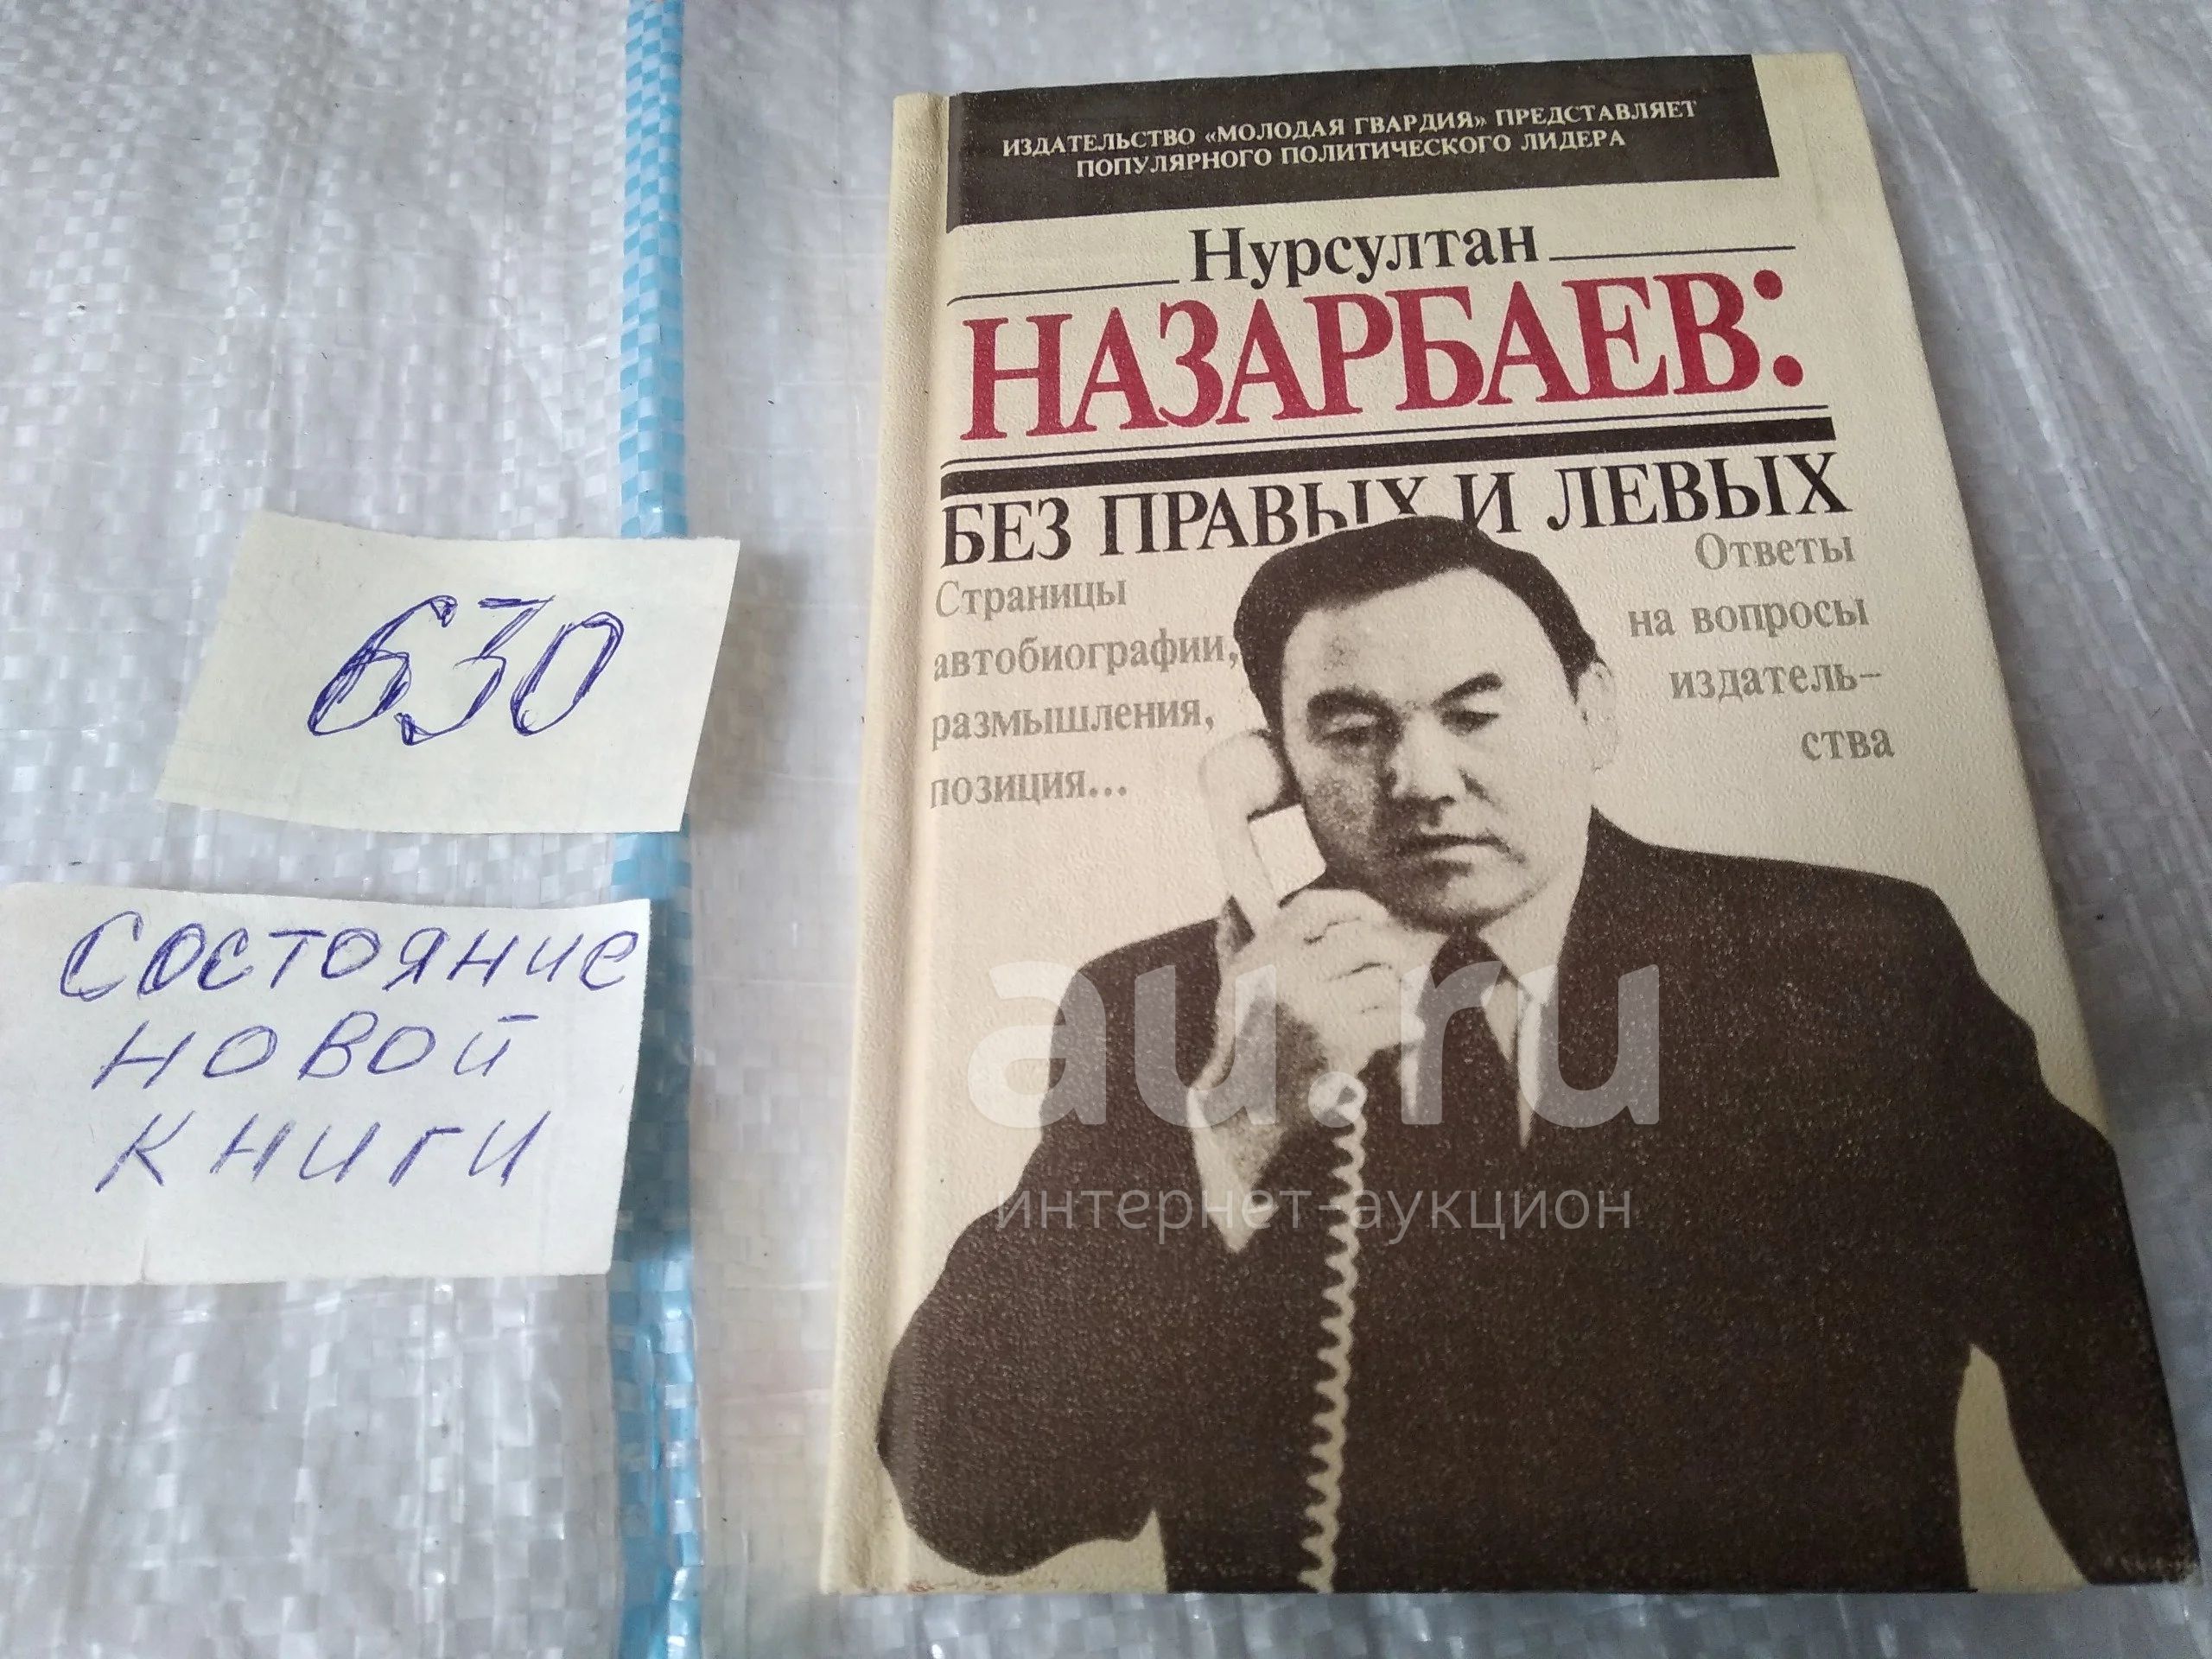 630
Состояние
новой
книги
ИЗДАТЕЛЬСТВО «МОЛОДАЯ ГВАРДИЯ» ПРЕДСТАВЛЯЕТ
ПОПУЛЯРНОГО ПОЛИТИЧЕСКОГО ЛИДЕРА
Нурсултан
НАЗАРБАЕВ:
БЕЗ ПРАВЫХ И ЛЕВЫХ
Страницы
автобиографии,
размышления,
позиция...
Ответы
на вопросы
издатель-
ства
au.ru
интернет-аукцион